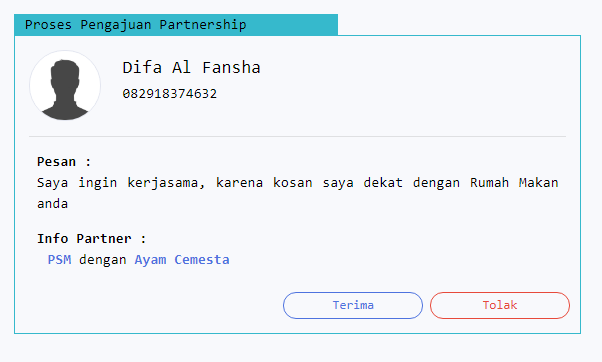 Proses Pengajuan Partnership
Difa Al Fansha
082918374632
Pesan :
Saya ingin kerjasama, karena kosan saya dekat dengan Rumah Makan
anda
Info Partner :
PSM dengan Ayam Cemesta
Terima Tolak